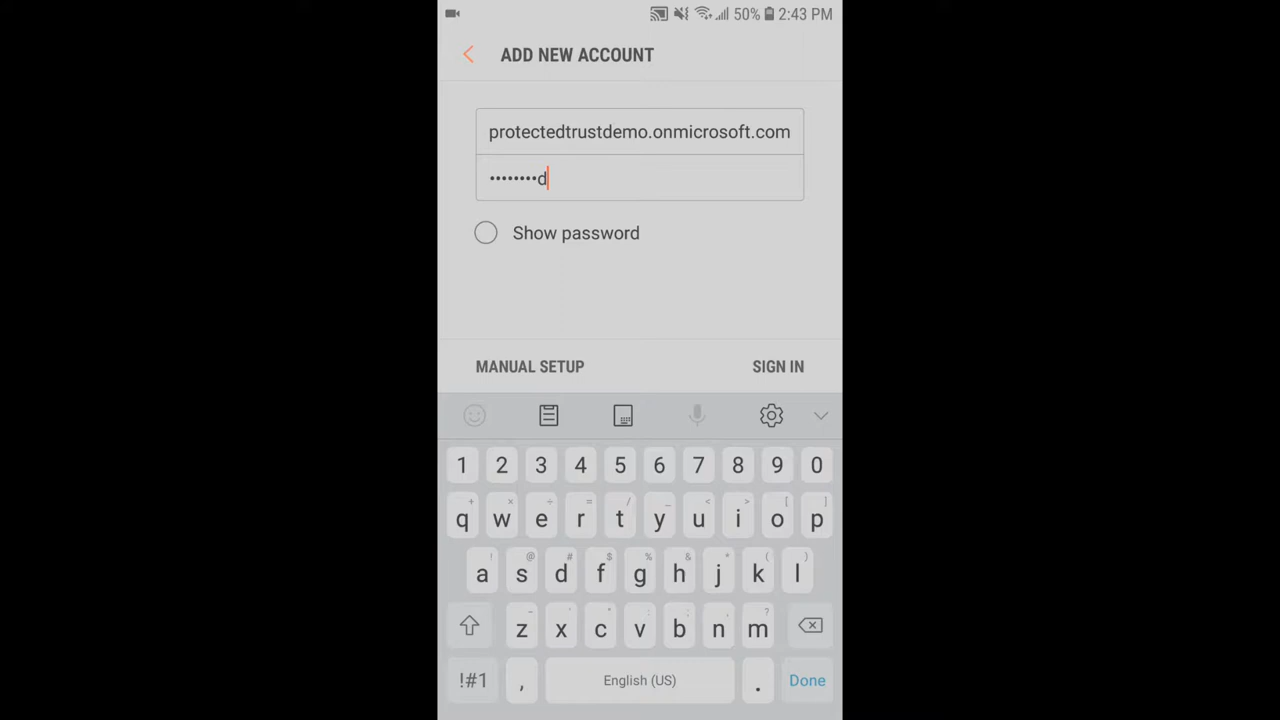 50% 2:43 PM
ADD NEW ACCOUNT
protectedtrustdemo.onmicrosoft.com
••••••••d
Show password
MANUAL SETUP SIGN IN
1 2 3 4 5 6 7 8 9 0
+ × ÷ = / _ < > [ ]
q w e r t y u i o p
! @ # $ % & * ( )
a s d f g h j k l
- ' " : ; , ?
z x c v b n m
!#1 , English (US) . Done